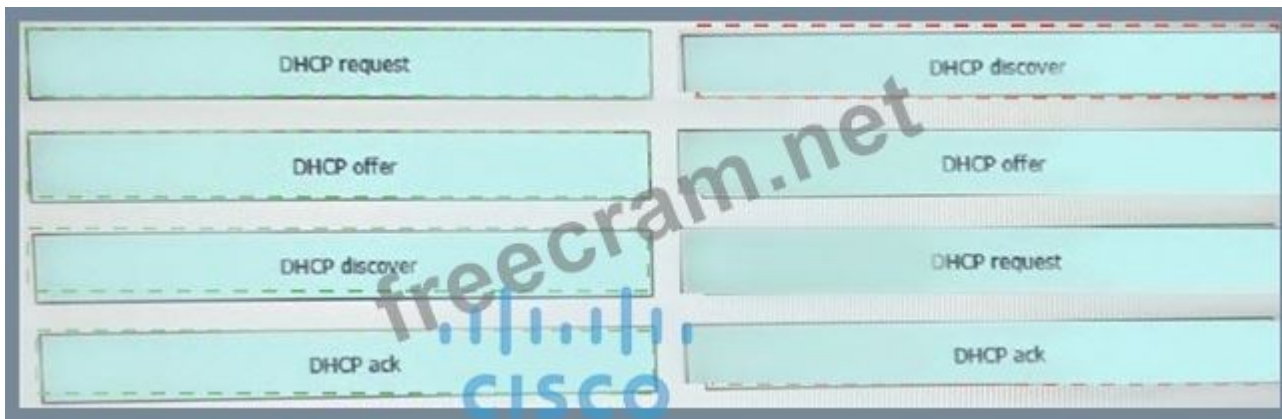 DHCP request
DHCP discover
DHCP offer
DHCP offer
DHCP discover
DHCP request
DHCP ack
DHCP ack
freecram.net
CISCO